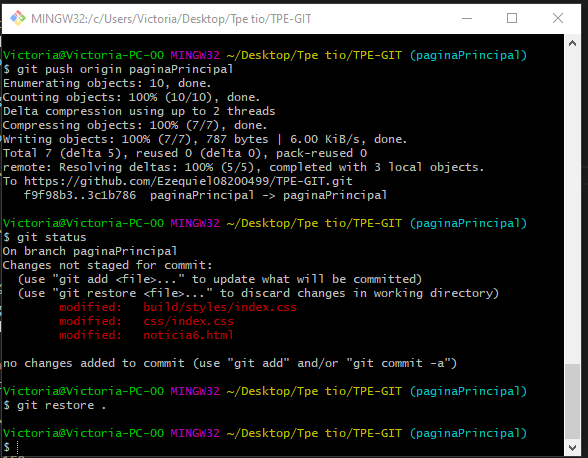 MINGW32:/c/Users/Victoria/Desktop/Tpe tio/TPE-GIT
Victoria@Victoria-PC-OO MINGW32 ~/Desktop/Tpe tio/TPE-GIT (paginaPrincipal)
$ git push origin paginaPrincipal
Enumerating objects: 10, done.
Counting objects: 100% (10/10), done.
Delta compression using up to 2 threads
Compressing objects: 100% (7/7), done.
Writing objects: 100% (7/7), 787 bytes | 6.00 KiB/s, done.
Total 7 (delta 5), reused 0 (delta 0), pack-reused 0
remote: Resolving deltas: 100% (5/5), completed with 3 local objects.
To https://github.com/Ezequiel08200499/TPE-GIT.git
   f9f98b3..3c1b786  paginaPrincipal -> paginaPrincipal
Victoria@Victoria-PC-OO MINGW32 ~/Desktop/Tpe tio/TPE-GIT (paginaPrincipal)
$ git status
On branch paginaPrincipal
Changes not staged for commit:
  (use "git add <file>..." to update what will be committed)
  (use "git restore <file>..." to discard changes in working directory)
        modified:   build/styles/index.css
        modified:   css/index.css
        modified:   noticia6.html
no changes added to commit (use "git add" and/or "git commit -a")
Victoria@Victoria-PC-OO MINGW32 ~/Desktop/Tpe tio/TPE-GIT (paginaPrincipal)
$ git restore .
Victoria@Victoria-PC-OO MINGW32 ~/Desktop/Tpe tio/TPE-GIT (paginaPrincipal)
$